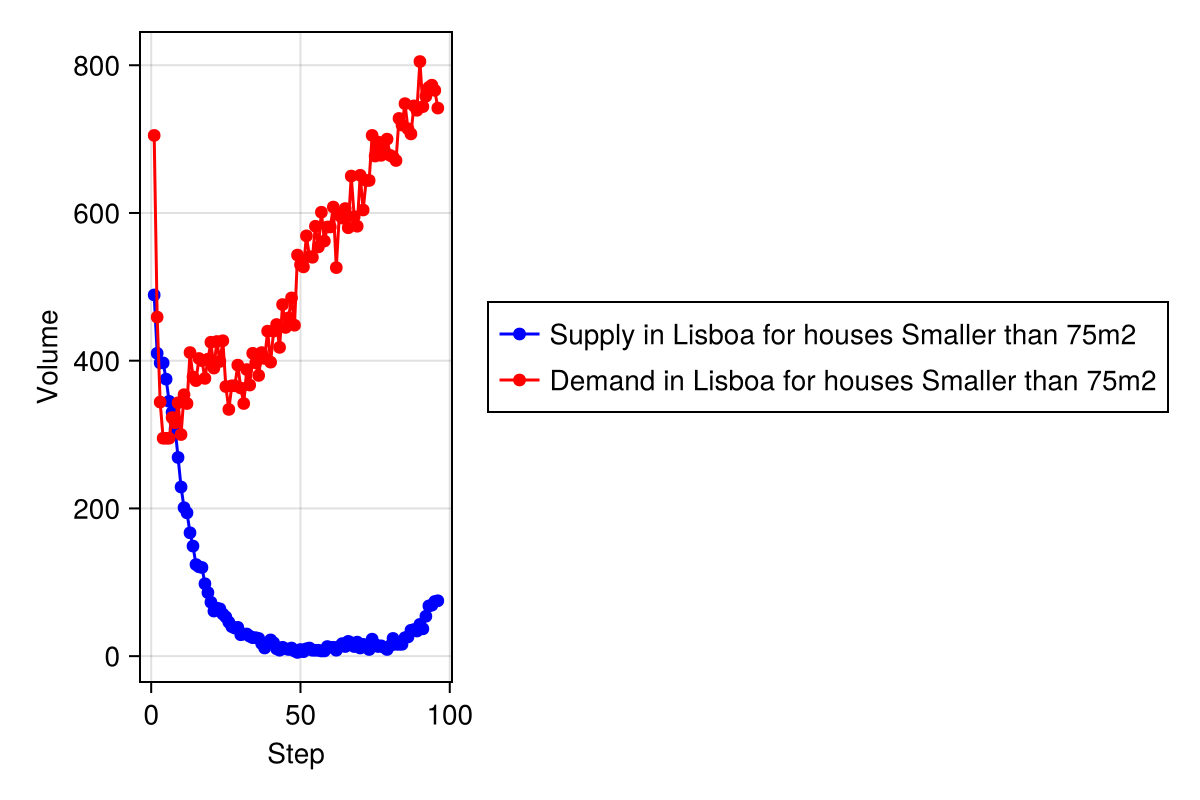 800
600
400
200
0
Volume
0 50 100
Step
Supply in Lisboa for houses Smaller than 75m2
Demand in Lisboa for houses Smaller than 75m2